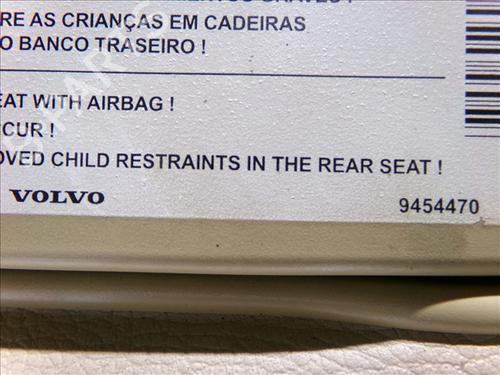 RE AS CRIANÇAS EM CADEIRAS
O BANCO TRASEIRO !
EAT WITH AIRBAG !
CUR !
OVED CHILD RESTRAINTS IN THE REAR SEAT !
VOLVO 9454470